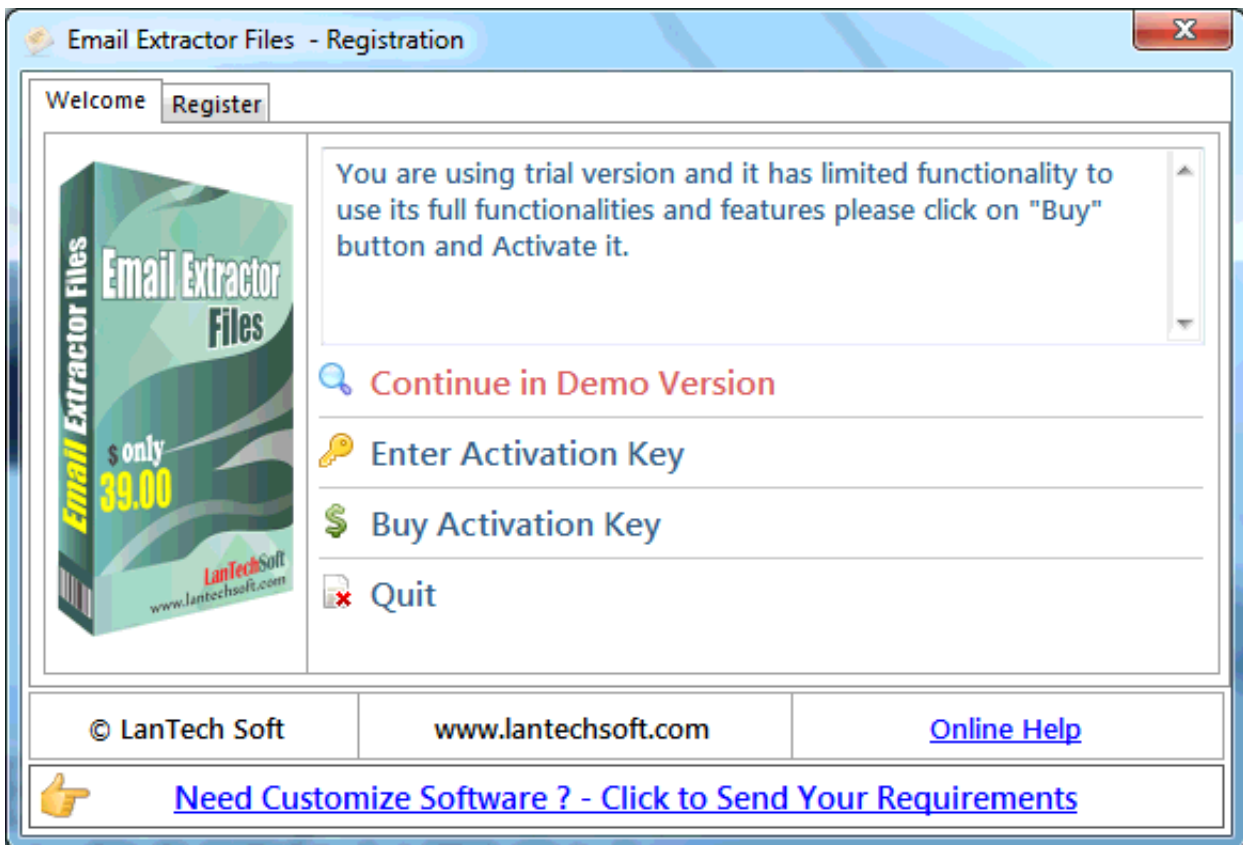 Email Extractor Files - Registration
Welcome
Register
You are using trial version and it has limited functionality to
use its full functionalities and features please click on "Buy"
button and Activate it.
Email Extractor Files
Email Extractor
Files
$ only
39.00
LanTechSoft
www.lantechsoft.com
Continue in Demo Version
Enter Activation Key
Buy Activation Key
Quit
© LanTech Soft
www.lantechsoft.com
Online Help
Need Customize Software ? - Click to Send Your Requirements